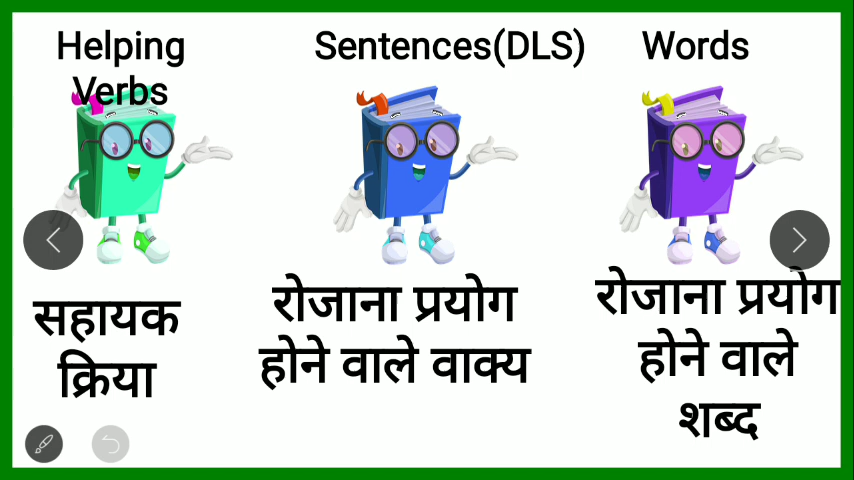 Helping
Verbs
Sentences(DLS)
Words
सहायक
क्रिया
रोजाना प्रयोग
होने वाले वाक्य
रोजाना प्रयोग
होने वाले
शब्द